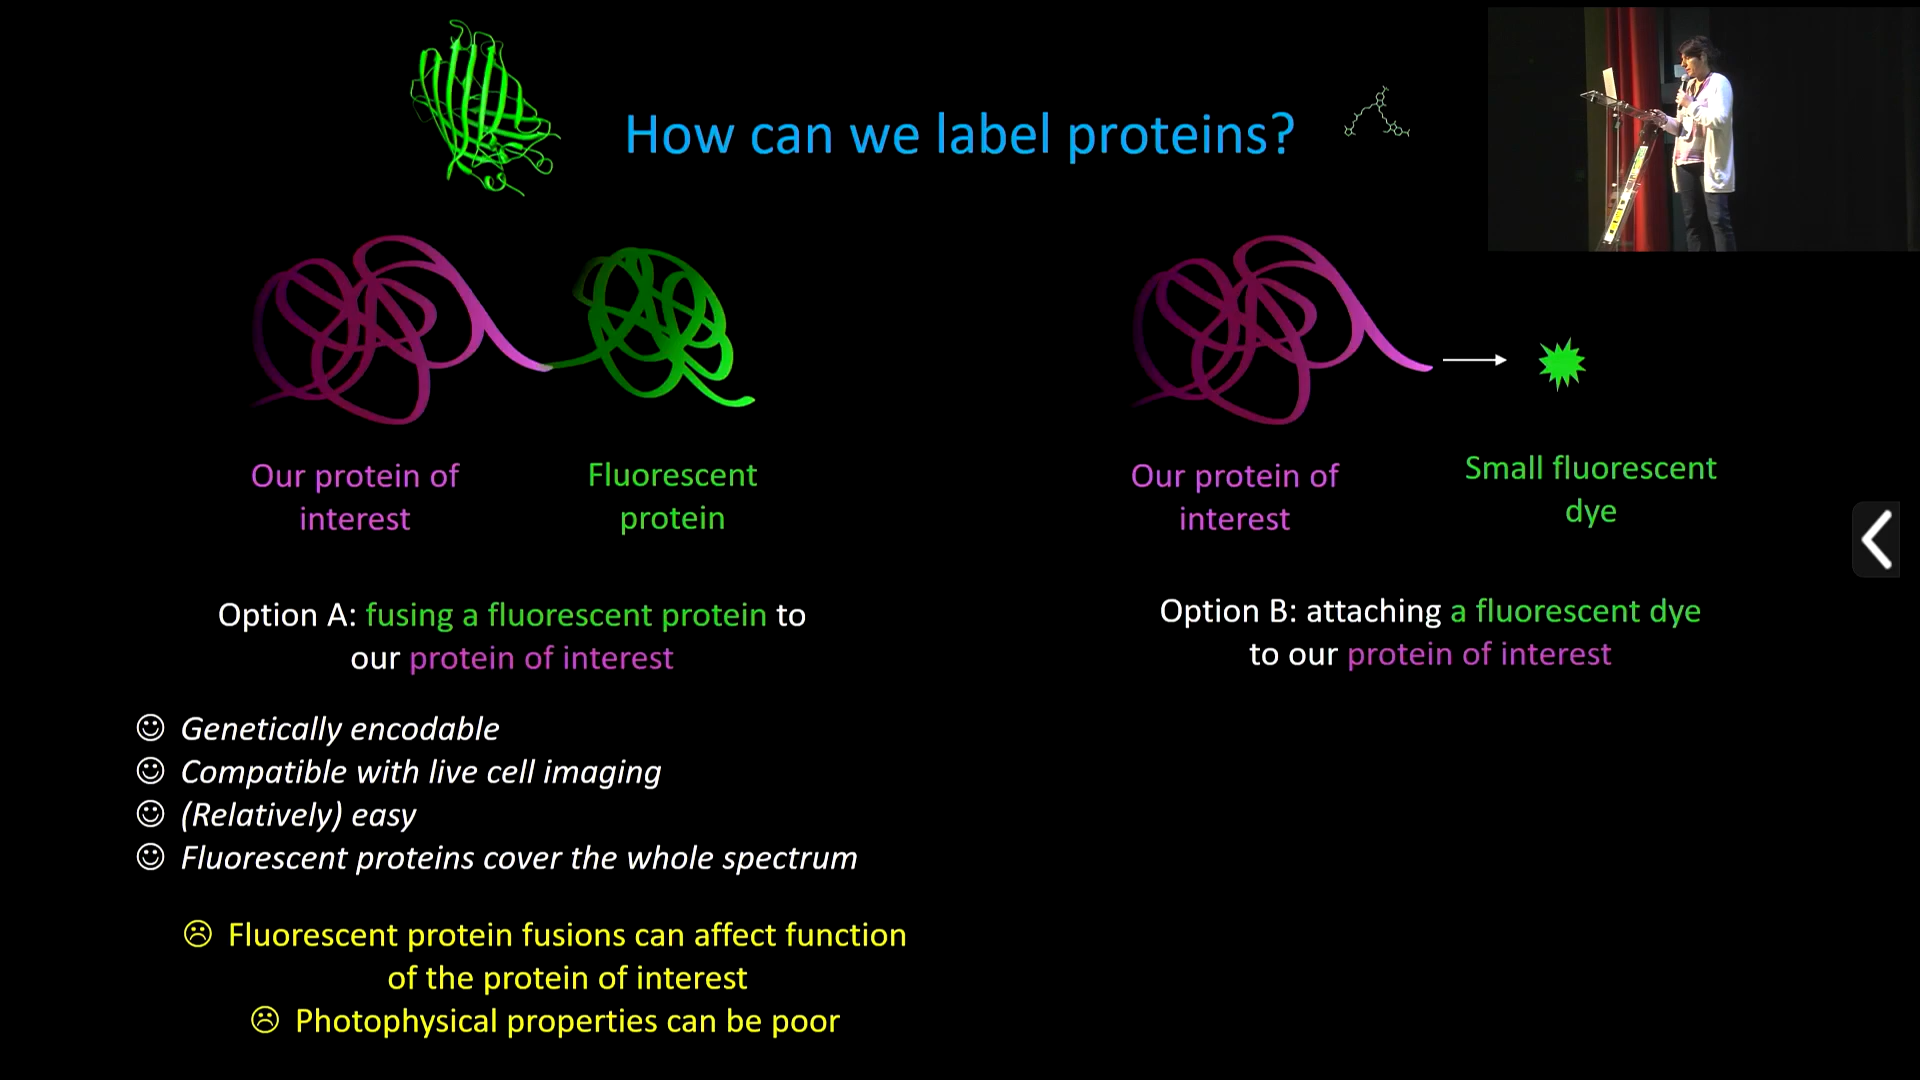 How can we label proteins?
Our protein of
interest
Fluorescent
protein
Our protein of
interest
Small fluorescent
dye
Option A: fusing a fluorescent protein to
our protein of interest
Option B: attaching a fluorescent dye
to our protein of interest
Genetically encodable
Compatible with live cell imaging
(Relatively) easy
Fluorescent proteins cover the whole spectrum
Fluorescent protein fusions can affect function
of the protein of interest
Photophysical properties can be poor